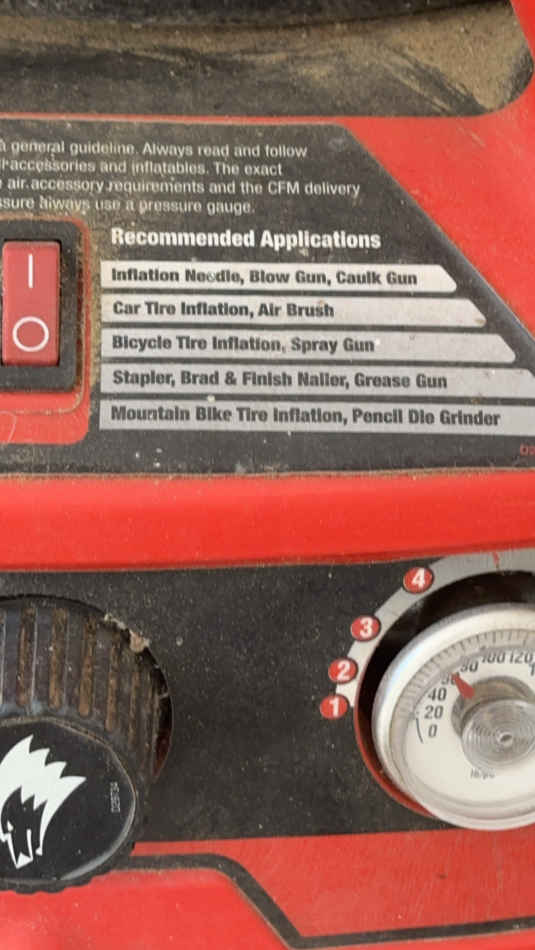 a general guideline. Always read and follow
accessories and inflatables. The exact
air accessory requirements and the CFM delivery
always use a pressure gauge.
Recommended Applications
Inflation Needle, Blow Gun, Caulk Gun
Car Tire Inflation, Air Brush
Bicycle Tire Inflation, Spray Gun
Stapler, Brad & Finish Nailer, Grease Gun
Mountain Bike Tire Inflation, Pencil Die Grinder
4
3
2
1
100 120
80
40
20
0
D25734